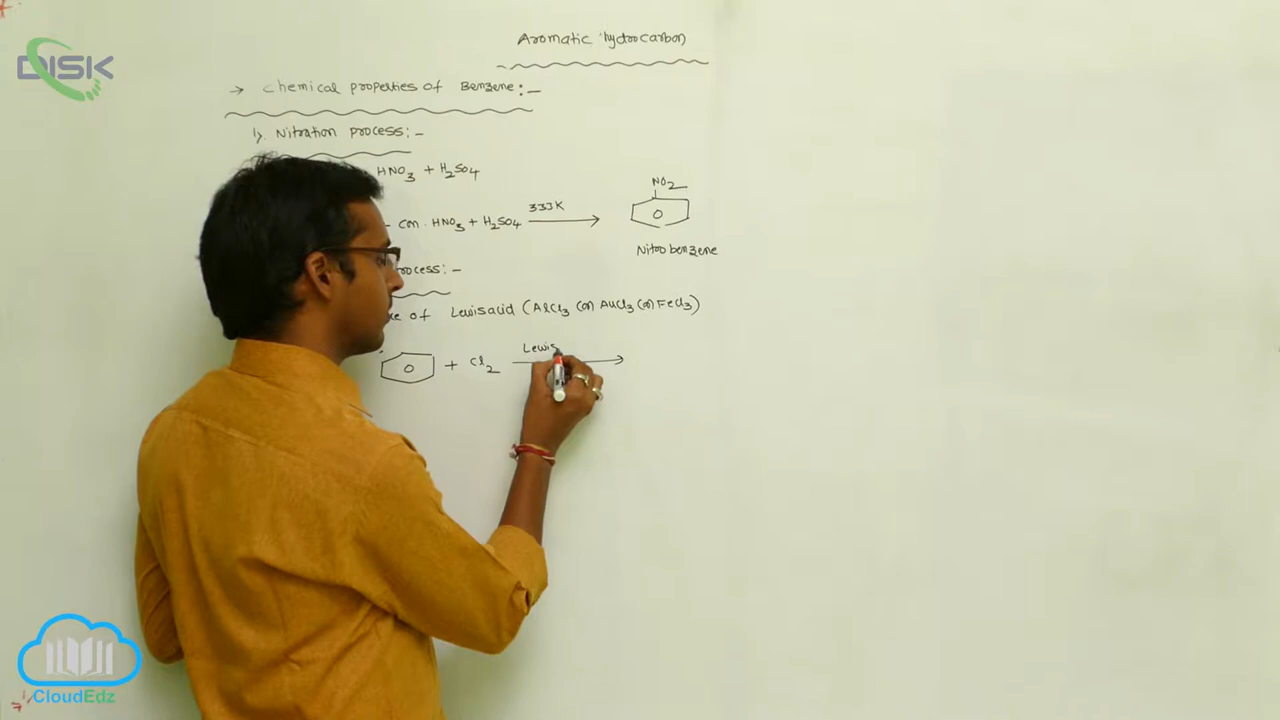 DISK
Aromatic hydrocarbon
→ Chemical properties of Benzene:-
1). Nitration process:-
HNO3 + H2SO4
con. HNO3 + H2SO4 333K → NO2
Nitrobenzene
process:-
of Lewisacid (AlCl3 (or) AuCl3 (or) FeCl3)
+ Cl2 Lewis →
CloudEdz